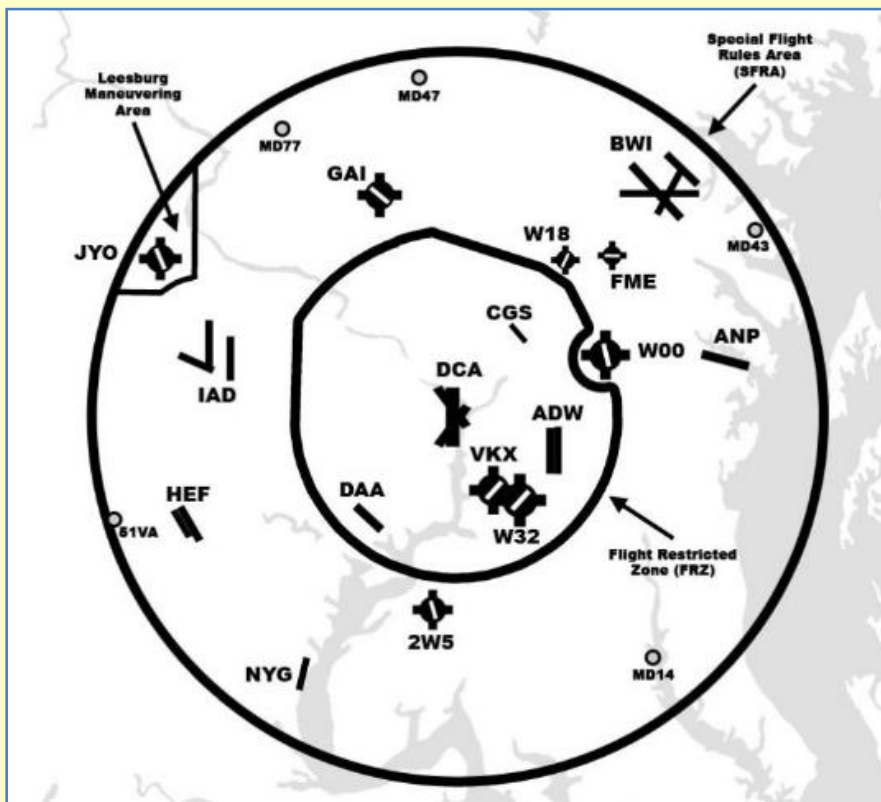 Special Flight
Rules Area
(SFRA)
Leesburg
Maneuvering
Area
MD47
MD77
BWI
GAI
W18
MD43
JYO
FME
CGS
ANP
W00
DCA
IAD
ADW
VKX
HEF
DAA
51VA
W32
Flight Restricted
Zone (FRZ)
2W5
NYG
MD14